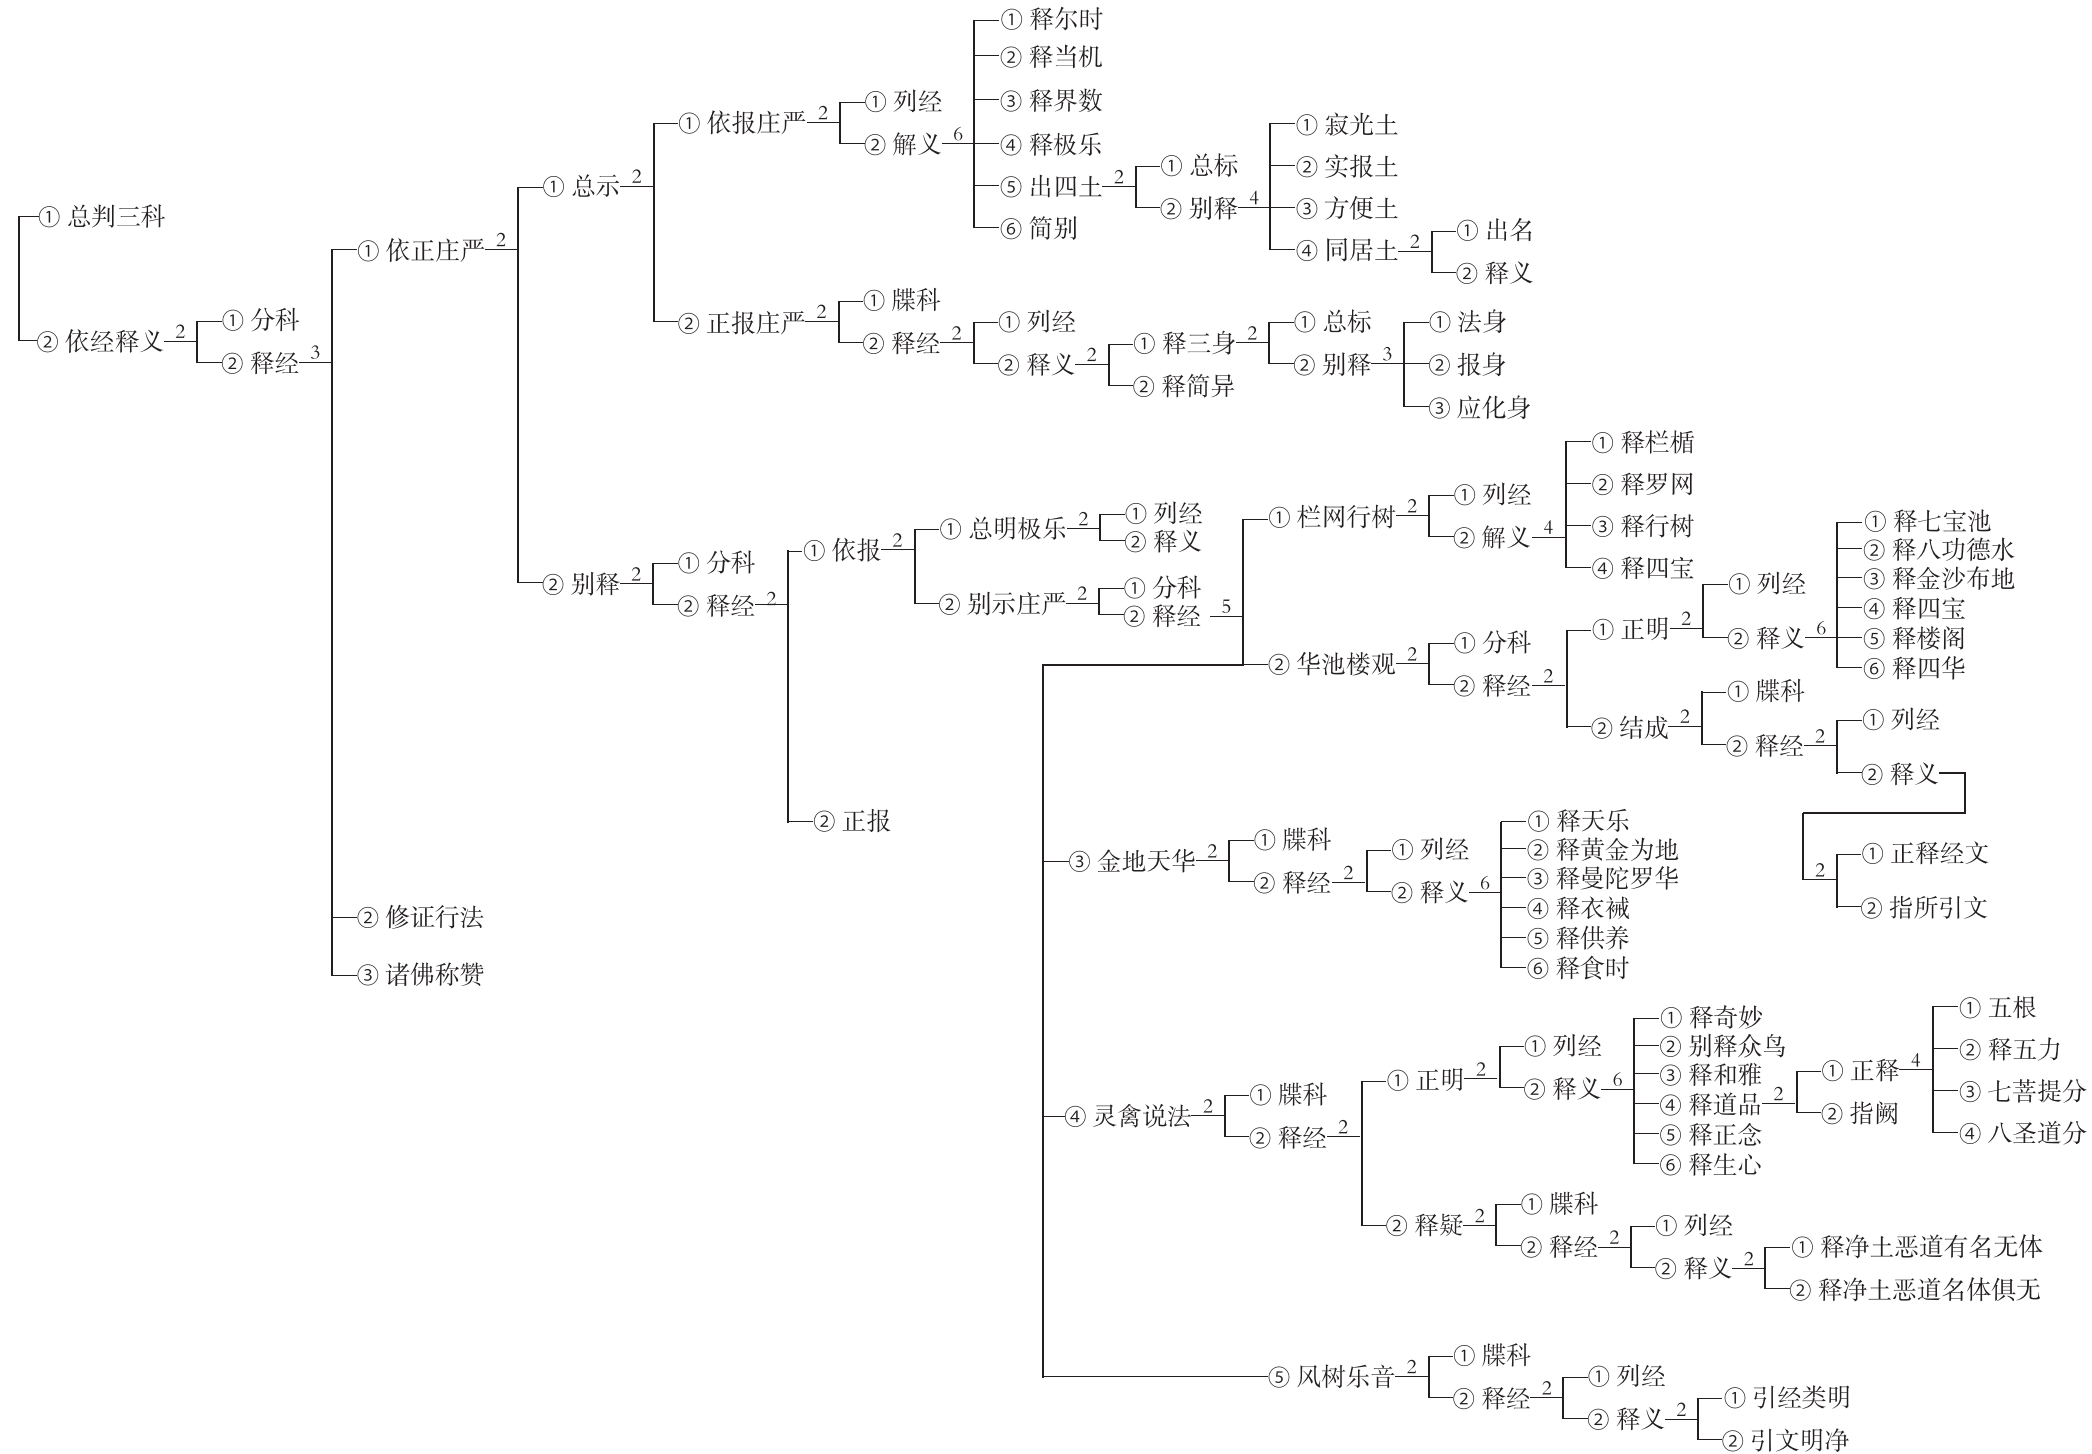 ① 总判三科
② 依经释义 2
① 分科
② 释经 3
① 依正庄严 2
① 总示 2
① 依报庄严 2
① 列经
② 解义 6
① 释尔时
② 释当机
③ 释界数
④ 释极乐
⑤ 出四土 2
① 总标
② 别释 4
① 寂光土
② 实报土
③ 方便土
④ 同居土 2
① 出名
② 释义
⑥ 简别
② 正报庄严 2
① 牒科
② 释经 2
① 列经
② 释义 2
① 释三身 2
① 总标
② 别释 3
① 法身
② 报身
③ 应化身
② 释简异
② 别释 2
① 分科
② 释经 2
① 依报 2
① 总明极乐 2
① 列经
② 释义
② 别示庄严 2
① 分科
② 释经 5
① 栏网行树 2
① 列经
② 解义 4
① 释栏楯
② 释罗网
③ 释行树
④ 释四宝
② 华池楼观 2
① 分科
② 释经 2
① 正明 2
① 列经
② 释义 6
① 释七宝池
② 释八功德水
③ 释金沙布地
④ 释四宝
⑤ 释楼阁
⑥ 释四华
② 结成 2
① 牒科
② 释经 2
① 列经
② 释义
2
① 正释经文
② 指所引文
③ 金地天华 2
① 牒科
② 释经 2
① 列经
② 释义 6
① 释天乐
② 释黄金为地
③ 释曼陀罗华
④ 释衣裓
⑤ 释供养
⑥ 释食时
④ 灵禽说法 2
① 牒科
② 释经 2
① 正明 2
① 列经
② 释义 6
① 释奇妙
② 别释众鸟
③ 释和雅
④ 释道品 2
① 正释 4
① 五根
② 释五力
③ 七菩提分
④ 八圣道分
② 指阙
⑤ 释正念
⑥ 释生心
② 释疑 2
① 牒科
② 释经 2
① 列经
② 释义 2
① 释净土恶道有名无体
② 释净土恶道名体俱无
⑤ 风树乐音 2
① 牒科
② 释经 2
① 列经
② 释义 2
① 引经类明
② 引文明净
② 正报
② 修证行法
③ 诸佛称赞